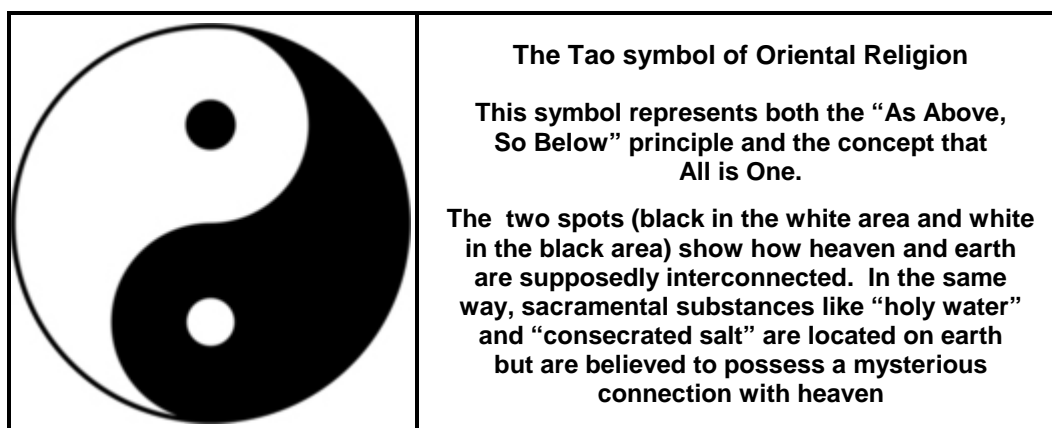 The Tao symbol of Oriental Religion
This symbol represents both the “As Above,
So Below” principle and the concept that
All is One.
The two spots (black in the white area and white
in the black area) show how heaven and earth
are supposedly interconnected. In the same
way, sacramental substances like “holy water”
and “consecrated salt” are located on earth
but are believed to possess a mysterious
connection with heaven